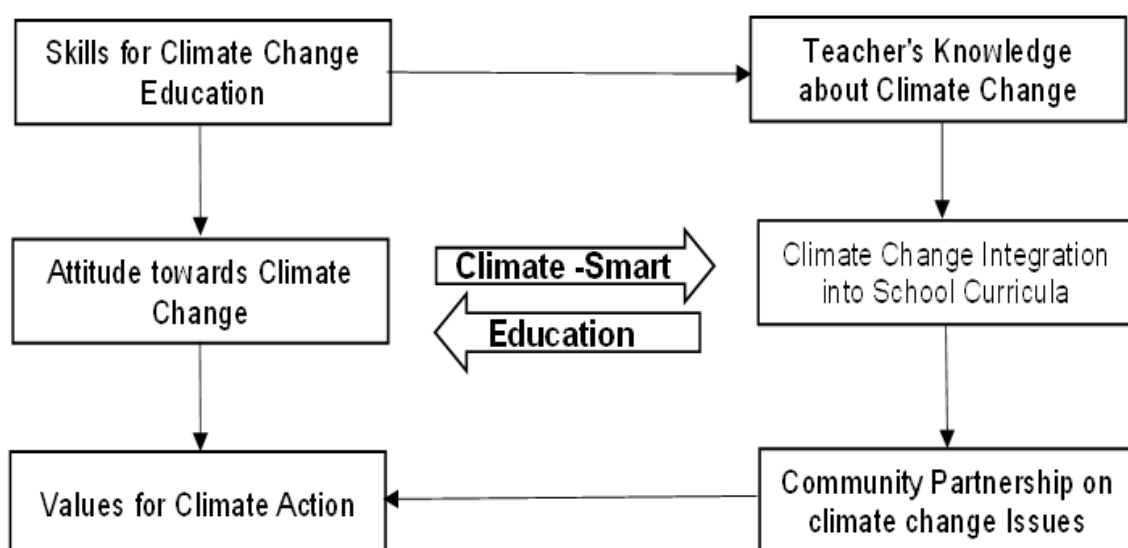 Skills for Climate Change
Education
Teacher's Knowledge
about Climate Change
Attitude towards Climate
Change
Climate -Smart
Education
Climate Change Integration
into School Curricula
Values for Climate Action
Community Partnership on
climate change Issues